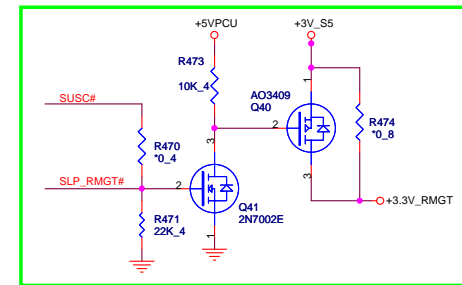 +5VPCU
+3V_S5
R473
10K_4
AO3409
Q40
SUSC#
1
2
3
R474
*0_8
R470
*0_4
3
SLP_RMGT#
2
3
+3.3V_RMGT
R471
22K_4
Q41
2N7002E
1